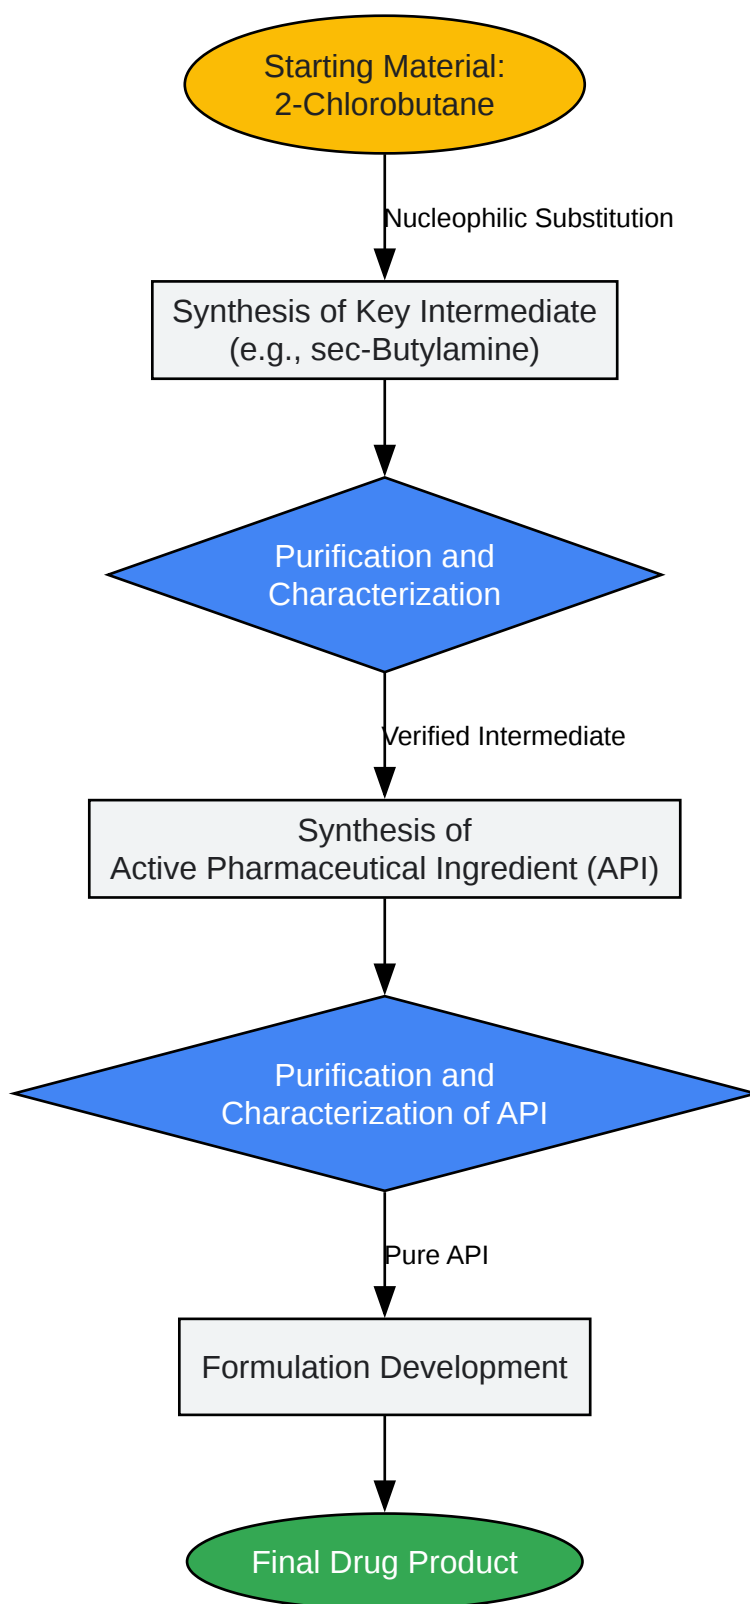 Starting Material:
2-Chlorobutane
Nucleophilic Substitution
Synthesis of Key Intermediate
(e.g., sec-Butylamine)
Purification and
Characterization
Verified Intermediate
Synthesis of
Active Pharmaceutical Ingredient (API)
Purification and
Characterization of API
Pure API
Formulation Development
Final Drug Product